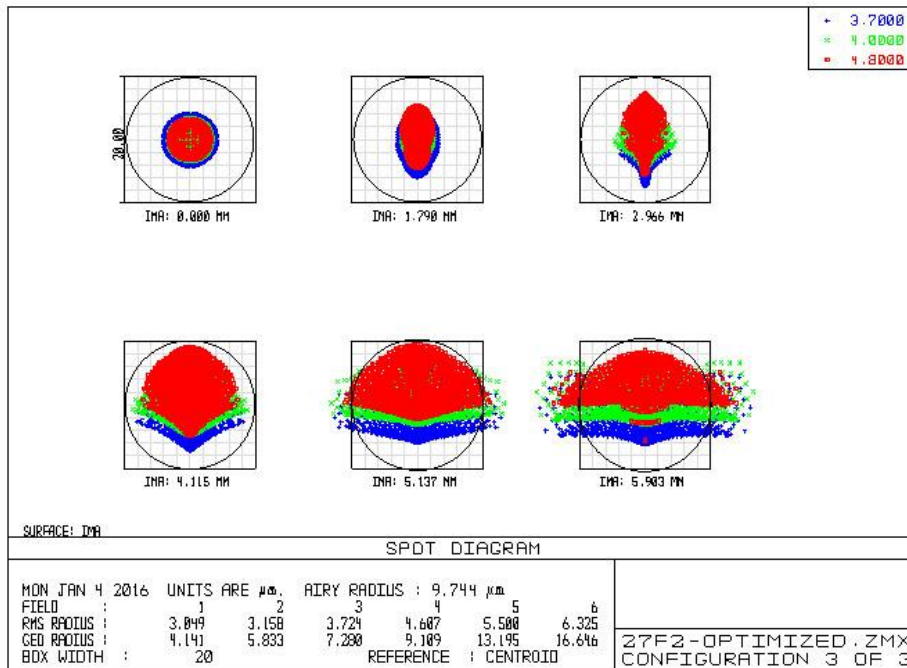 + 3.7000
× 4.0000
¤ 4.8000
20.00
IMA: 0.000 MM
IMA: 1.790 MM
IMA: 2.966 MM
IMA: 4.115 MM
IMA: 5.137 MM
IMA: 5.903 MM
SURFACE: IMA
SPOT DIAGRAM
MON JAN 4 2016 UNITS ARE µm. AIRY RADIUS : 9.744 µm
FIELD : 1 2 3 4 5 6
RMS RADIUS : 3.049 3.158 3.724 4.607 5.500 6.325
GEO RADIUS : 4.141 5.833 7.280 9.109 13.195 16.646
BOX WIDTH : 20 REFERENCE : CENTROID
27F2-OPTIMIZED.ZMX
CONFIGURATION 3 OF 3